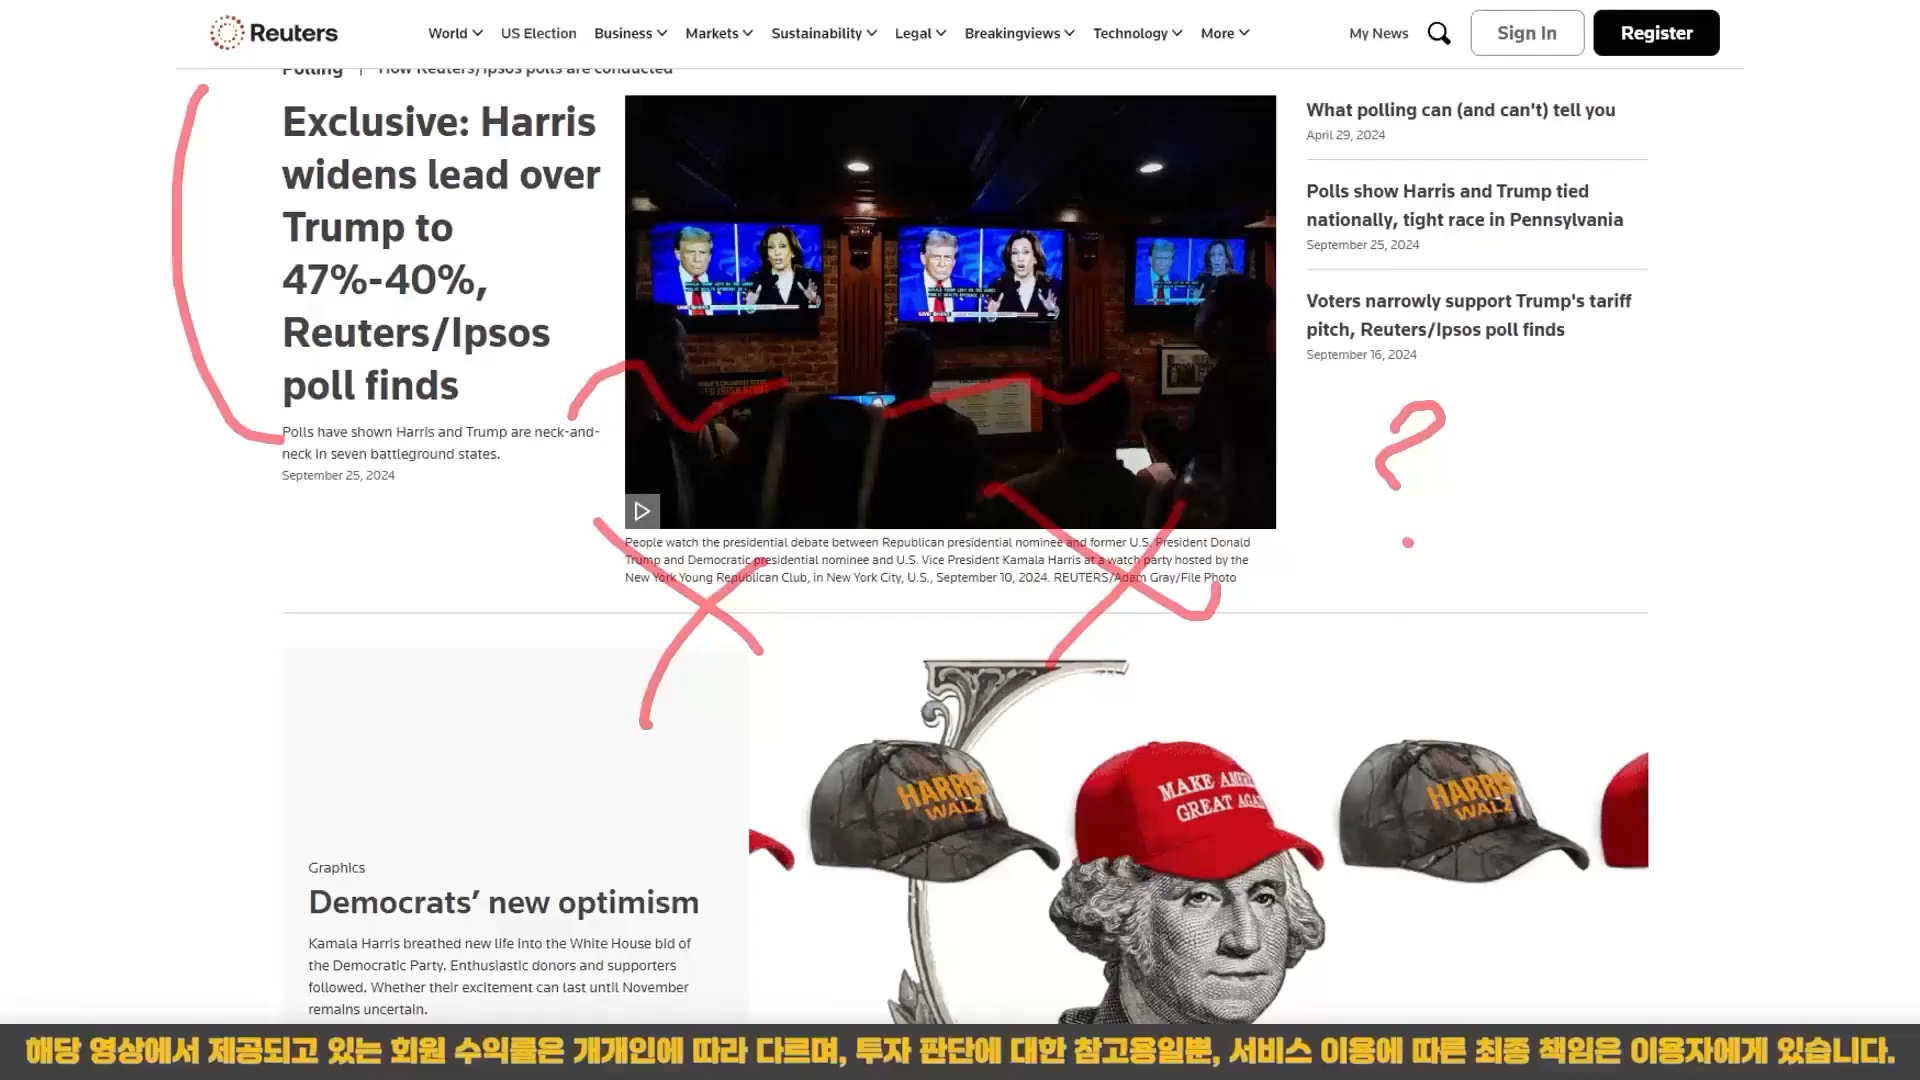 Reuters
World
US Election
Business
Markets
Sustainability
Legal
Breakingviews
Technology
More
My News
Sign In
Register
Polling | How Reuters/Ipsos polls are conducted
Exclusive: Harris
widens lead over
Trump to
47%-40%,
Reuters/Ipsos
poll finds
Polls have shown Harris and Trump are neck-and-
neck in seven battleground states.
September 25, 2024
People watch the presidential debate between Republican presidential nominee and former U.S. President Donald
Trump and Democratic presidential nominee and U.S. Vice President Kamala Harris at a watch party hosted by the
New York Young Republican Club, in New York City, U.S., September 10, 2024. REUTERS/Adam Gray/File Photo
What polling can (and can't) tell you
April 29, 2024
Polls show Harris and Trump tied
nationally, tight race in Pennsylvania
September 25, 2024
Voters narrowly support Trump's tariff
pitch, Reuters/Ipsos poll finds
September 16, 2024
?
Graphics
Democrats’ new optimism
Kamala Harris breathed new life into the White House bid of
the Democratic Party. Enthusiastic donors and supporters
followed. Whether their excitement can last until November
remains uncertain.
HARRIS
WALZ
MAKE AMERI
GREAT AGA
HARRIS
WALZ
해당 영상에서 제공되고 있는 회원 수익률은 개개인에 따라 다르며, 투자 판단에 대한 참고용일뿐, 서비스 이용에 따른 최종 책임은 이용자에게 있습니다.